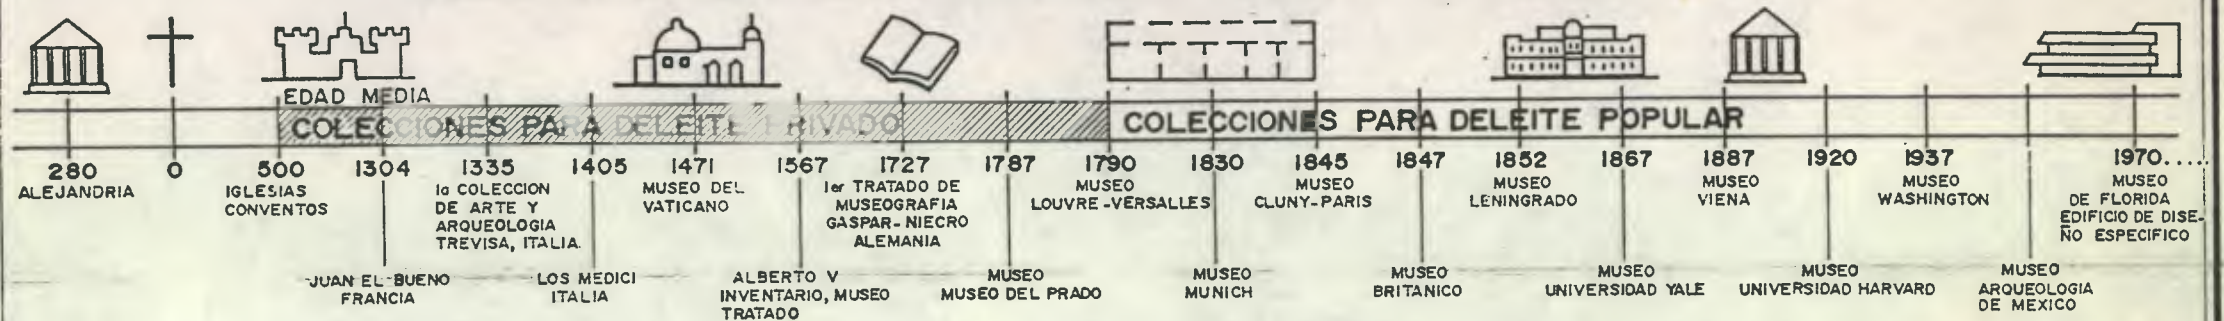 EDAD MEDIA
COLECCIONES PARA DELEITE PRIVADO
COLECCIONES PARA DELEITE POPULAR
280
ALEJANDRIA
0
500
IGLESIAS
CONVENTOS
1304
JUAN EL BUENO
FRANCIA
1335
1a COLECCION
DE ARTE Y
ARQUEOLOGIA
TREVISA, ITALIA.
1405
LOS MEDICI
ITALIA
1471
MUSEO DEL
VATICANO
1567
ALBERTO V
INVENTARIO, MUSEO
TRATADO
1727
1er TRATADO DE
MUSEOGRAFIA
GASPAR-NIECRO
ALEMANIA
1787
MUSEO
MUSEO DEL PRADO
1790
MUSEO
LOUVRE-VERSALLES
1830
MUSEO
MUNICH
1845
MUSEO
CLUNY-PARIS
1847
MUSEO
BRITANICO
1852
MUSEO
LENINGRADO
1867
MUSEO
UNIVERSIDAD YALE
1887
MUSEO
VIENA
1920
MUSEO
UNIVERSIDAD HARVARD
1937
MUSEO
WASHINGTON
MUSEO
ARQUEOLOGIA
DE MEXICO
1970.....
MUSEO
DE FLORIDA
EDIFICIO DE DISE-
ÑO ESPECIFICO